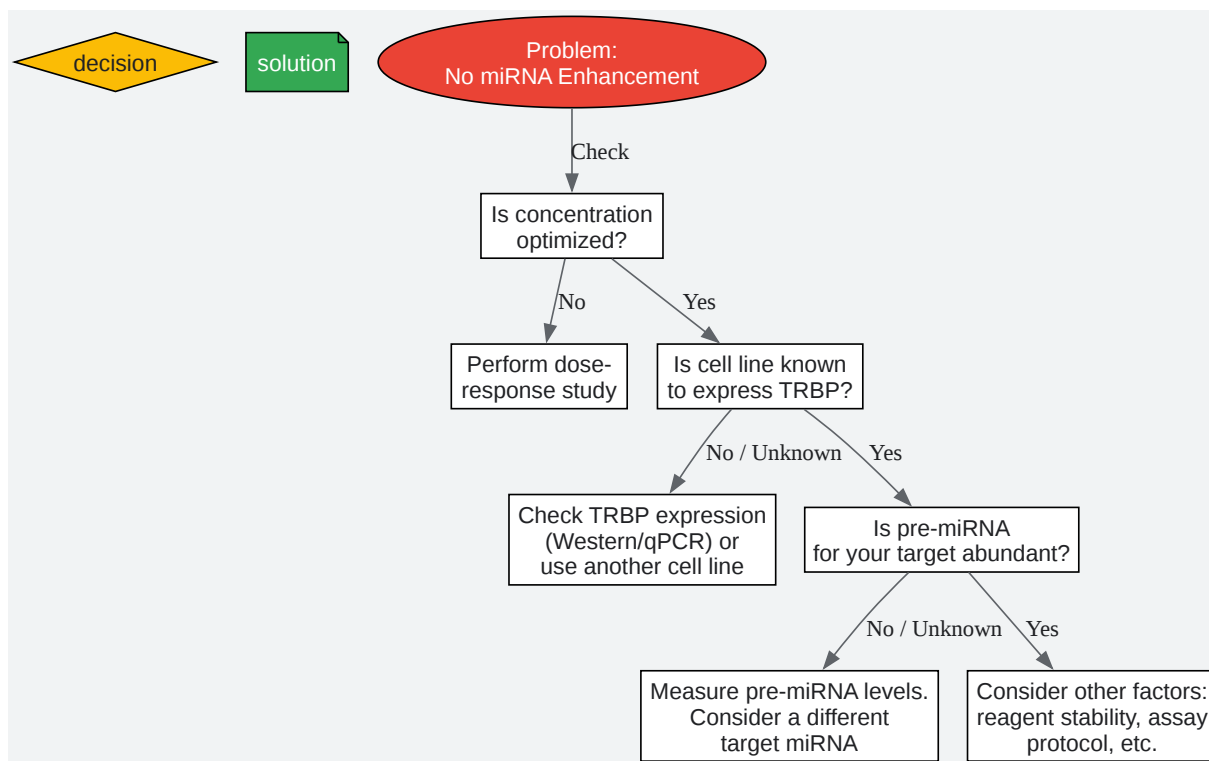 decision
solution
Problem:
No miRNA Enhancement
Check
Is concentration
optimized?
No
Yes
Perform dose-
response study
Is cell line known
to express TRBP?
No / Unknown
Yes
Check TRBP expression
(Western/qPCR) or
use another cell line
Is pre-miRNA
for your target abundant?
No / Unknown
Yes
Measure pre-miRNA levels.
Consider a different
target miRNA
Consider other factors:
reagent stability, assay
protocol, etc.